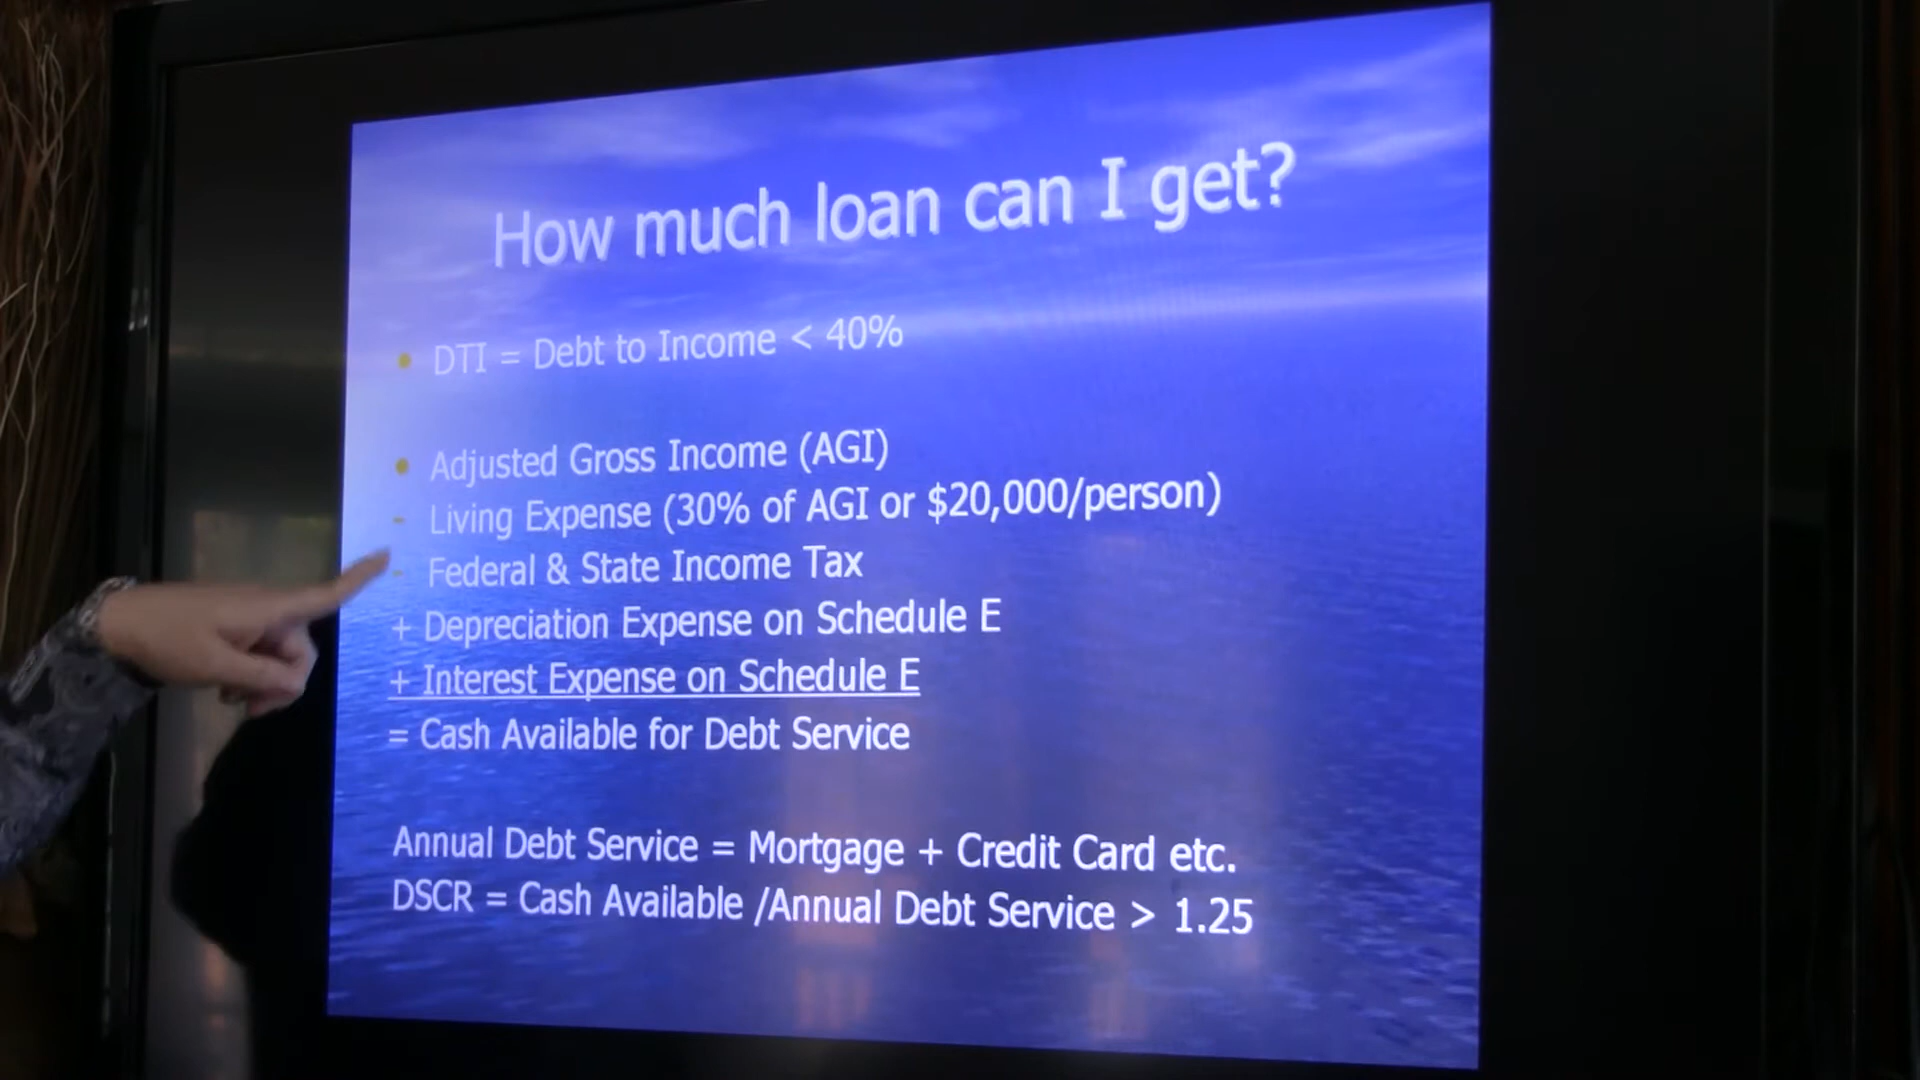 How much loan can I get?
• DTI = Debt to Income < 40%
• Adjusted Gross Income (AGI)
- Living Expense (30% of AGI or $20,000/person)
- Federal & State Income Tax
+ Depreciation Expense on Schedule E
+ Interest Expense on Schedule E
= Cash Available for Debt Service
Annual Debt Service = Mortgage + Credit Card etc.
DSCR = Cash Available /Annual Debt Service > 1.25